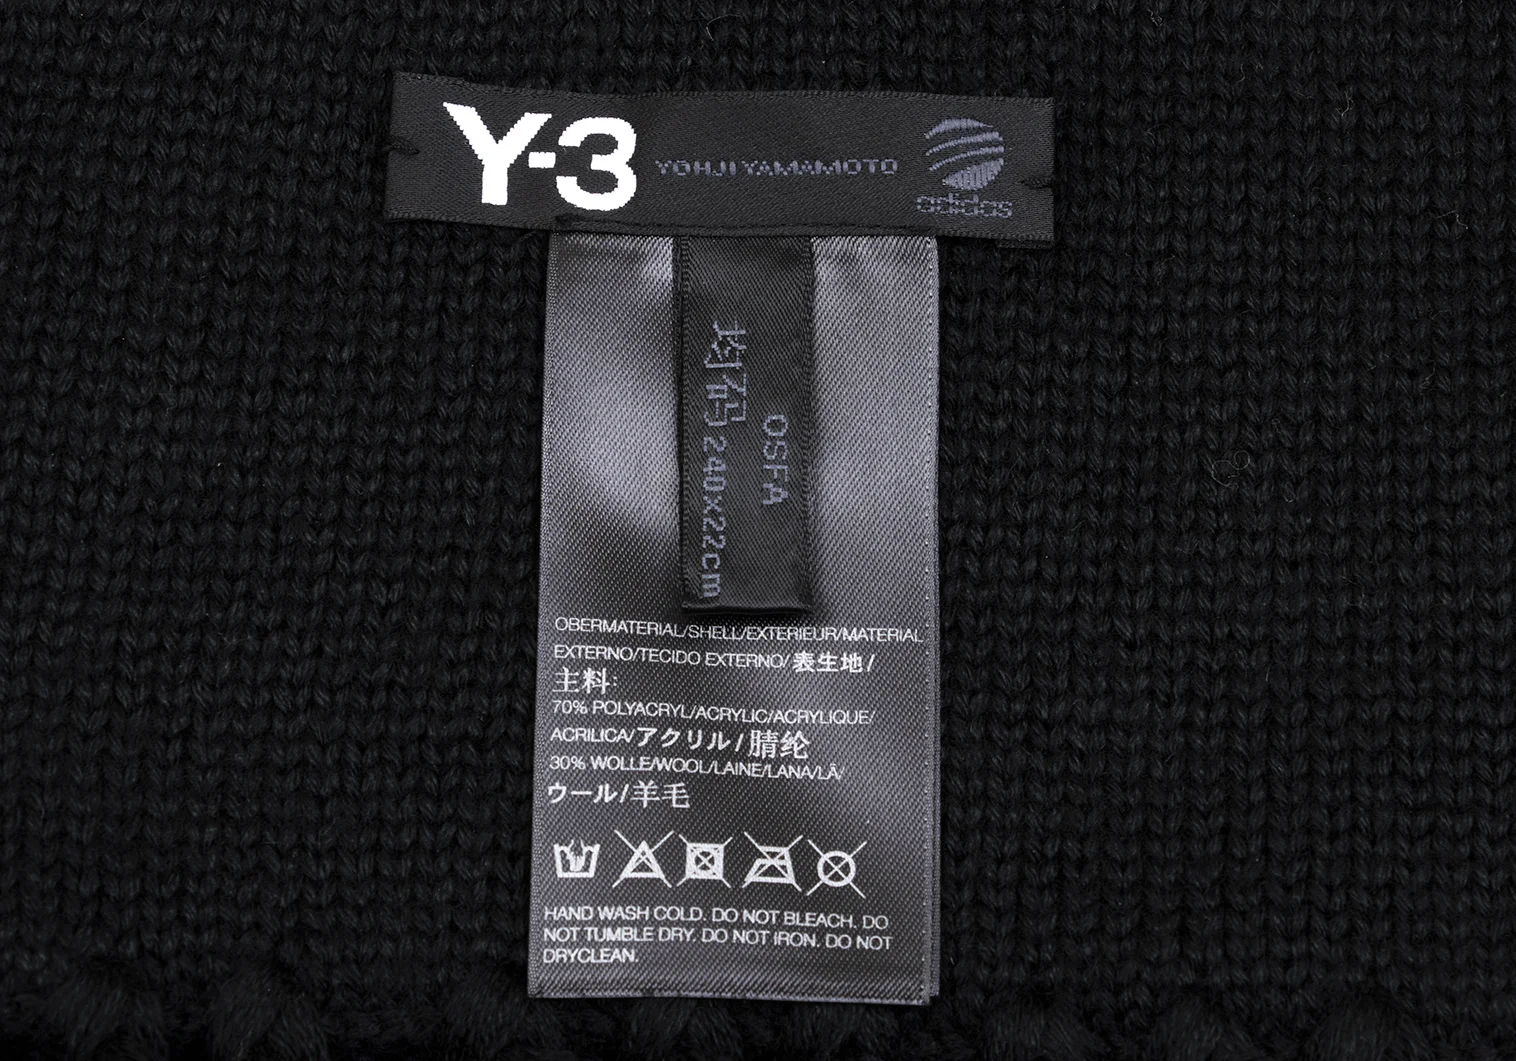 Y-3 YOHJI YAMAMOTO
adidas
OSFA
均码 240×22cm
OBERMATERIAL/SHELL/EXTERIEUR/MATERIAL
EXTERNO/TECIDO EXTERNO/表生地/
主料:
70% POLYACRYL/ACRYLIC/ACRYLIQUE/
ACRILICA/アクリル/腈纶
30% WOLLE/WOOL/LAINE/LANA/LÃ/
ウール/羊毛
HAND WASH COLD. DO NOT BLEACH. DO
NOT TUMBLE DRY. DO NOT IRON. DO NOT
DRYCLEAN.